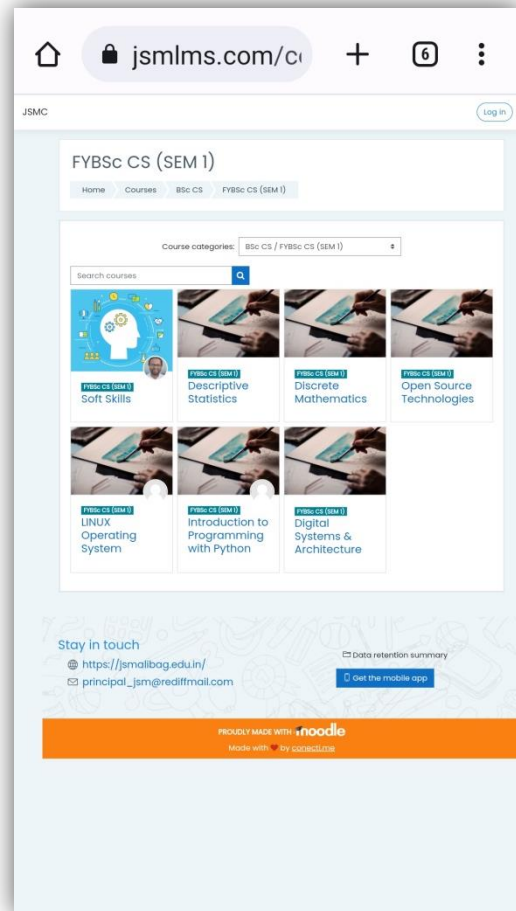 jsmlms.com/c
6
JSMC
Log in
FYBSc CS (SEM 1)
Home Courses BSc CS FYBSc CS (SEM 1)
Course categories: BSc CS / FYBSc CS (SEM 1)
Search courses
FYBSc CS (SEM 1)
Soft Skills
FYBSc CS (SEM 1)
Descriptive
Statistics
FYBSc CS (SEM 1)
Discrete
Mathematics
FYBSc CS (SEM 1)
Open Source
Technologies
FYBSc CS (SEM 1)
LINUX
Operating
System
FYBSc CS (SEM 1)
Introduction to
Programming
with Python
FYBSc CS (SEM 1)
Digital
Systems &
Architecture
Stay in touch
https://jsmalibag.edu.in/
principal_jsm@rediffmail.com
Data retention summary
Get the mobile app
PROUDLY MADE WITH moodle
Made with ❤ by conecti.me